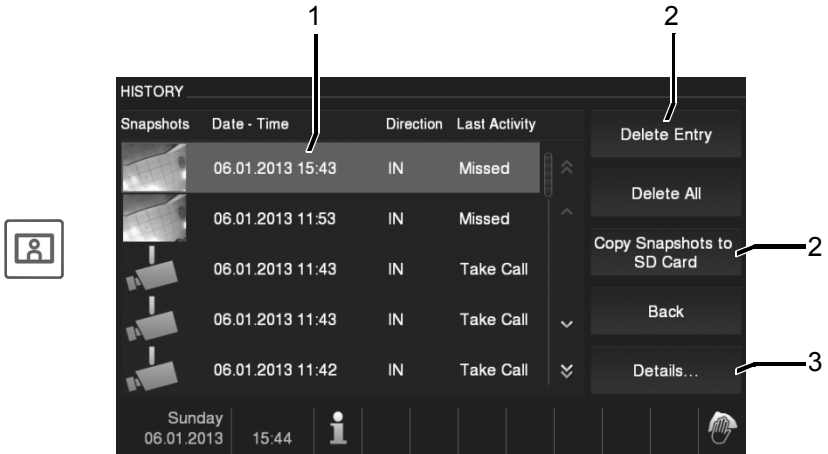 1
2
HISTORY
Snapshots Date - Time Direction Last Activity
Delete Entry
06.01.2013 15:43 IN Missed
Delete All
06.01.2013 11:53 IN Missed
Copy Snapshots to
SD Card
2
06.01.2013 11:43 IN Take Call
06.01.2013 11:43 IN Take Call
Back
06.01.2013 11:42 IN Take Call
Details...
3
Sunday
06.01.2013 15:44